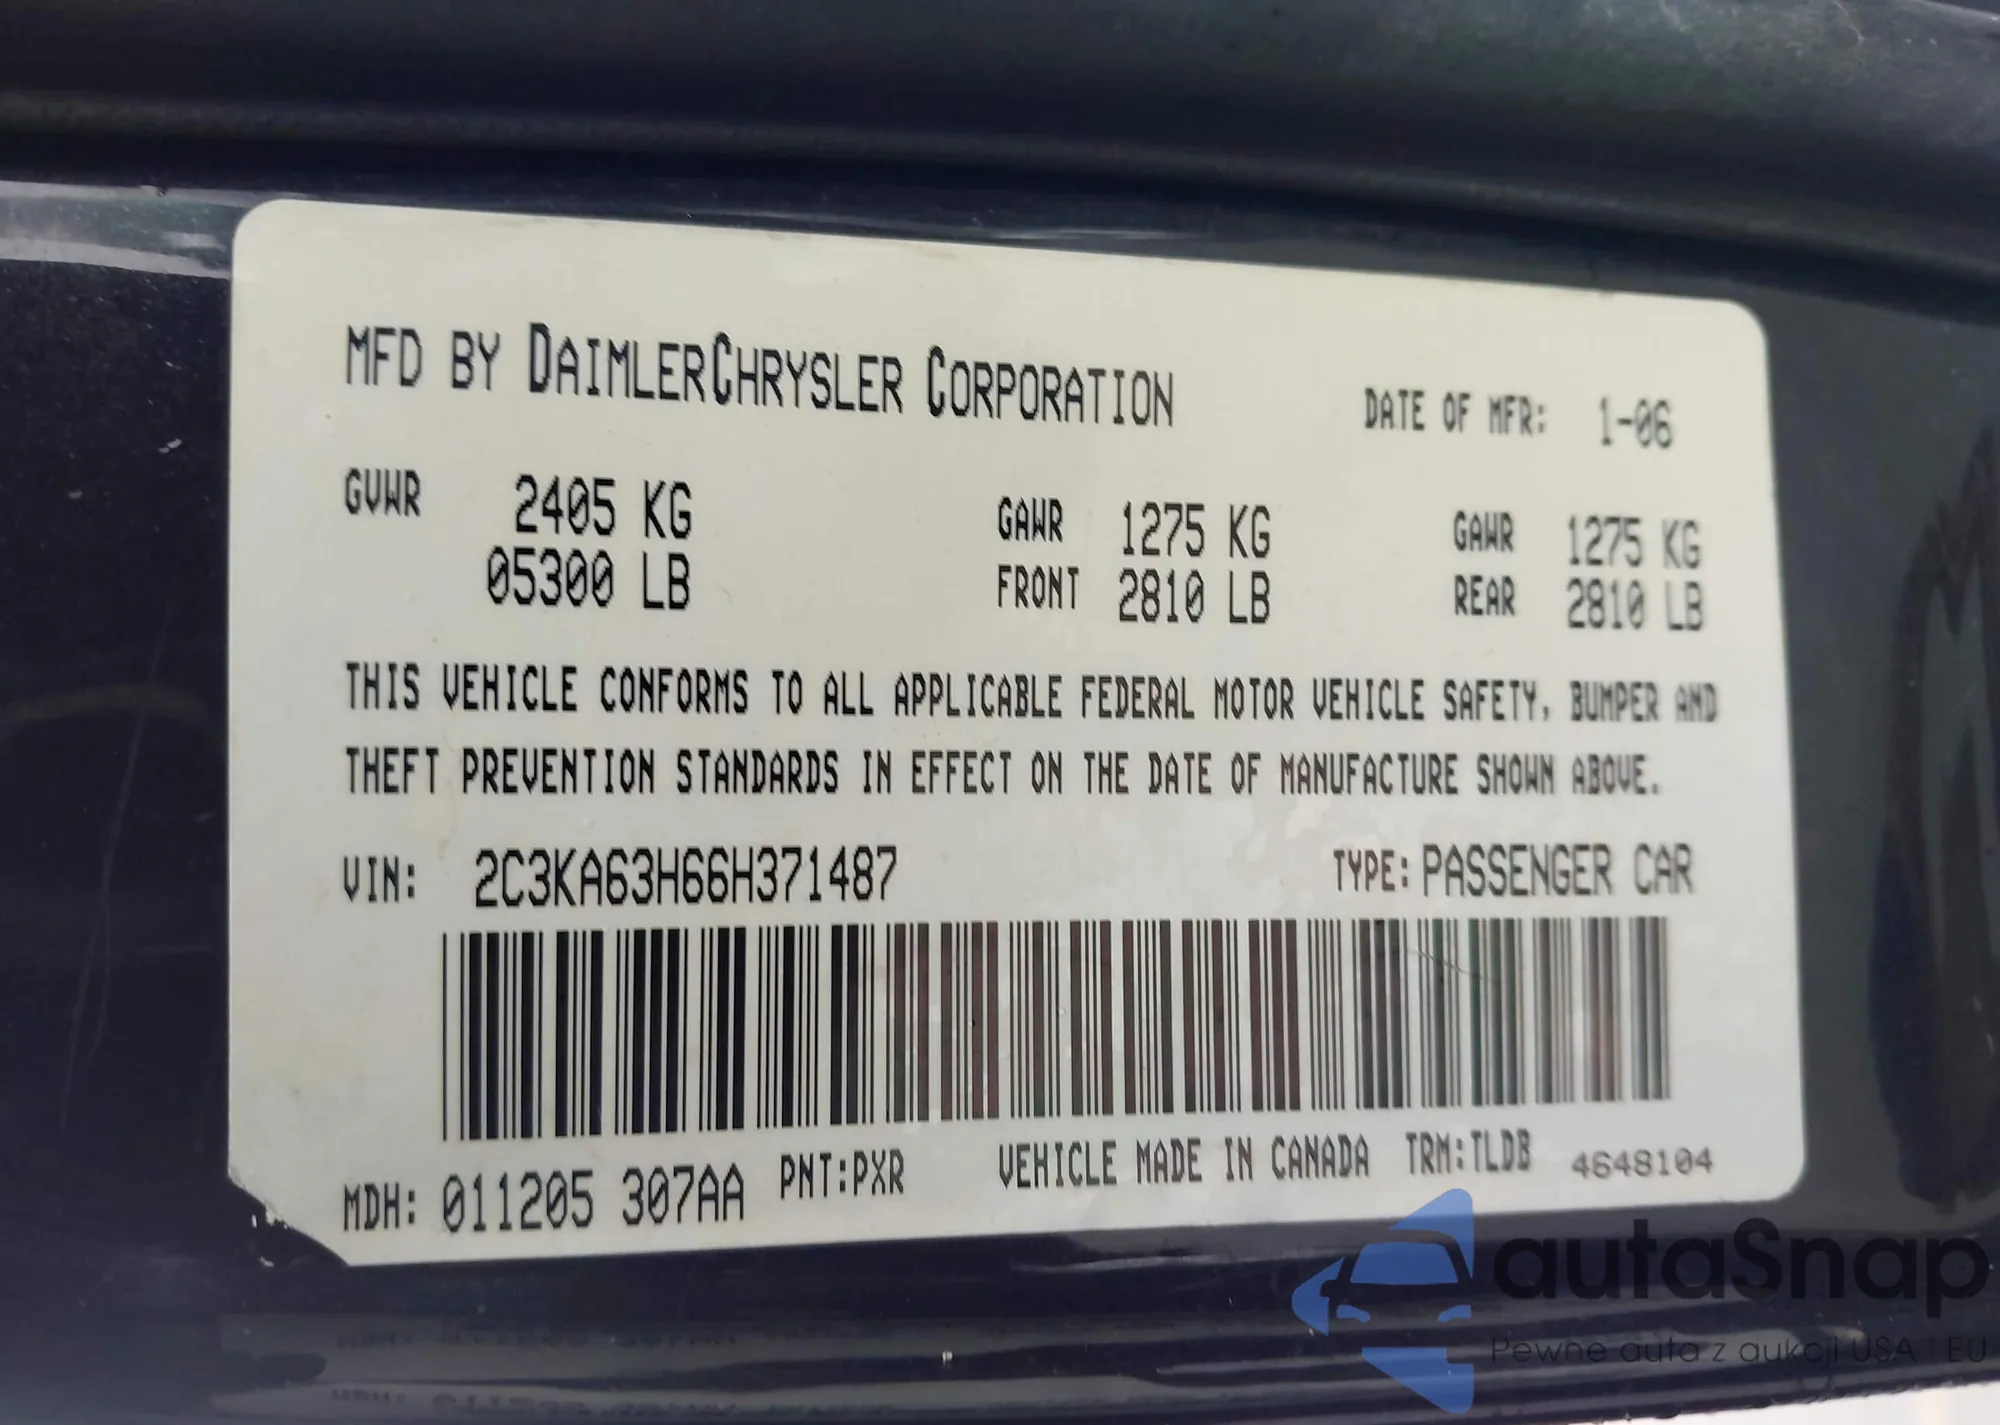 MFD BY DAIMLERCHRYSLER CORPORATION
DATE OF MFR: 1-06
GVWR 2405 KG
05300 LB
GAWR 1275 KG
FRONT 2810 LB
GAWR 1275 KG
REAR 2810 LB
THIS VEHICLE CONFORMS TO ALL APPLICABLE FEDERAL MOTOR VEHICLE SAFETY, BUMPER AND
THEFT PREVENTION STANDARDS IN EFFECT ON THE DATE OF MANUFACTURE SHOWN ABOVE.
VIN: 2C3KA63H66H371487
TYPE: PASSENGER CAR
MDH: 011205 307AA PNT:PXR VEHICLE MADE IN CANADA TRM:TLDB 4648104
autaSnap
Pewne auta z aukcji USA i EU